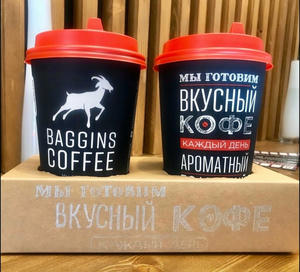 BAGGINS
COFFEE
МЫ ГОТОВИМ
ВКУСНЫЙ
КОФЕ
КАЖДЫЙ ДЕНЬ
АРОМАТНЫЙ
МЫ ГОТОВИМ
ВКУСНЫЙ КОФЕ
КАЖДЫЙ ДЕНЬ